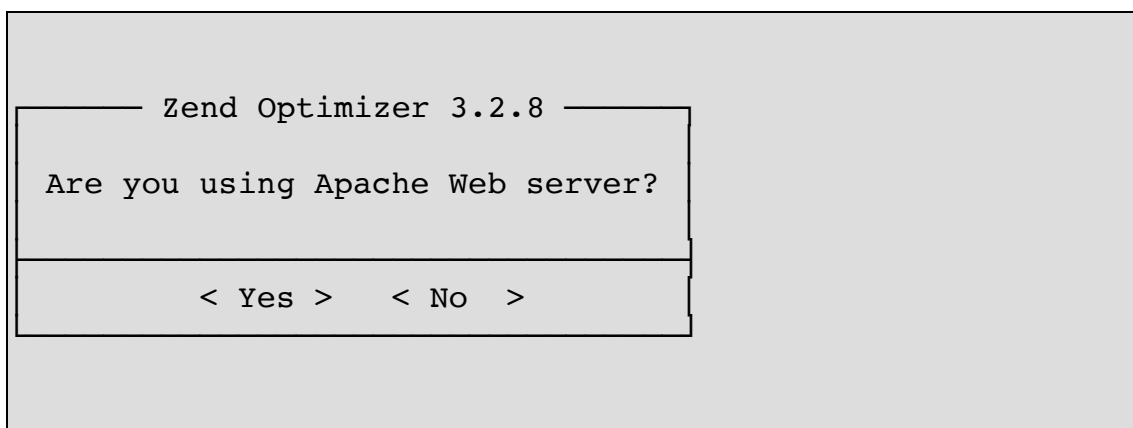 Zend Optimizer 3.2.8
Are you using Apache Web server?
< Yes > < No >